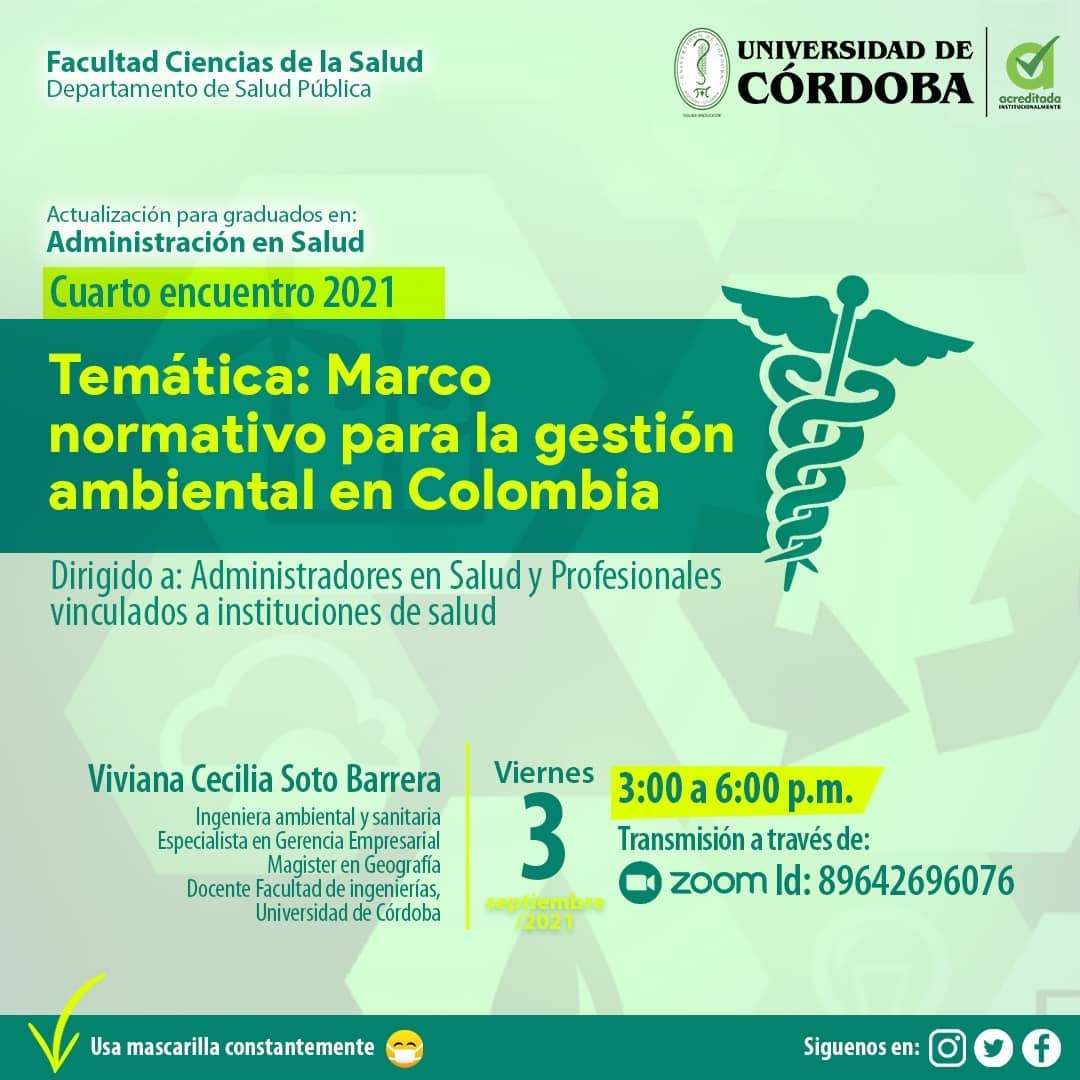 Facultad Ciencias de la Salud
Departamento de Salud Pública
UNIVERSIDAD DE
CÓRDOBA
acreditada
INSTITUCIONALMENTE
Actualización para graduados en:
Administración en Salud
Cuarto encuentro 2021
Temática: Marco
normativo para la gestión
ambiental en Colombia
Dirigido a: Administradores en Salud y Profesionales
vinculados a instituciones de salud
Viviana Cecilia Soto Barrera
Ingeniera ambiental y sanitaria
Especialista en Gerencia Empresarial
Magister en Geografía
Docente Facultad de ingenierías,
Universidad de Córdoba
Viernes
3
septiembre
/2021
3:00 a 6:00 p.m.
Transmisión a través de:
zoom Id: 89642696076
Usa mascarilla constantemente
Siguenos en: